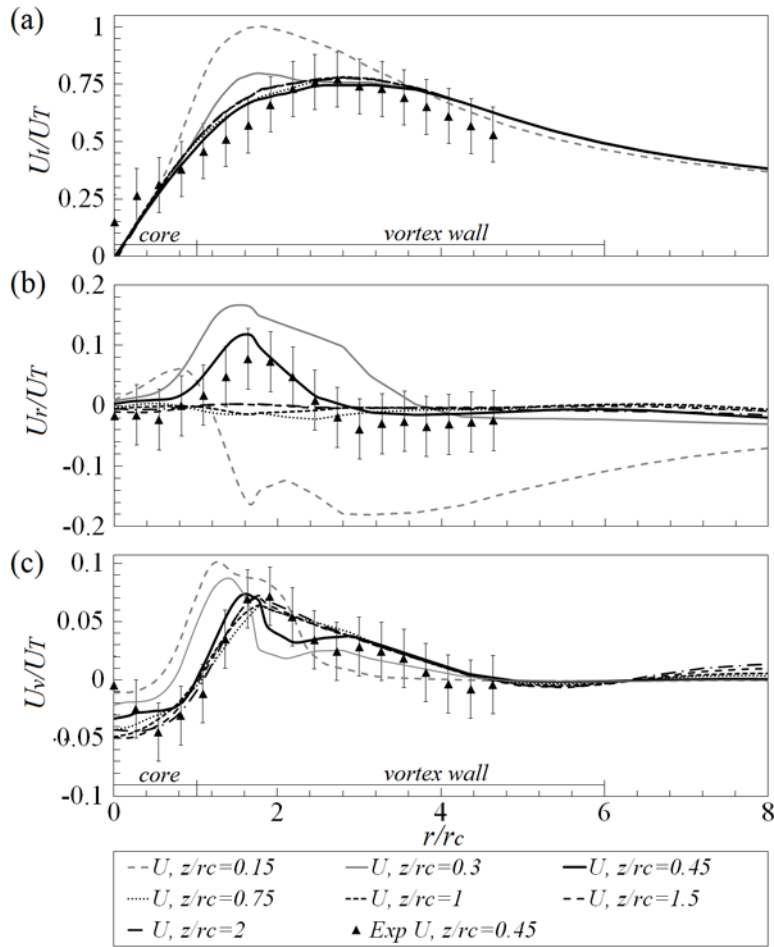 (a)
1
0.75
0.5
0.25
0
Ut/UT
core
vortex wall
(b)
0.2
0.1
0
-0.1
-0.2
Ur/UT
(c)
0.1
0.05
0
-0.05
-0.1
Uv/UT
core
vortex wall
0 2 4 6 8
r/rc
U, z/rc=0.15 U, z/rc=0.3 U, z/rc=0.45
U, z/rc=0.75 U, z/rc=1 U, z/rc=1.5
U, z/rc=2 Exp U, z/rc=0.45